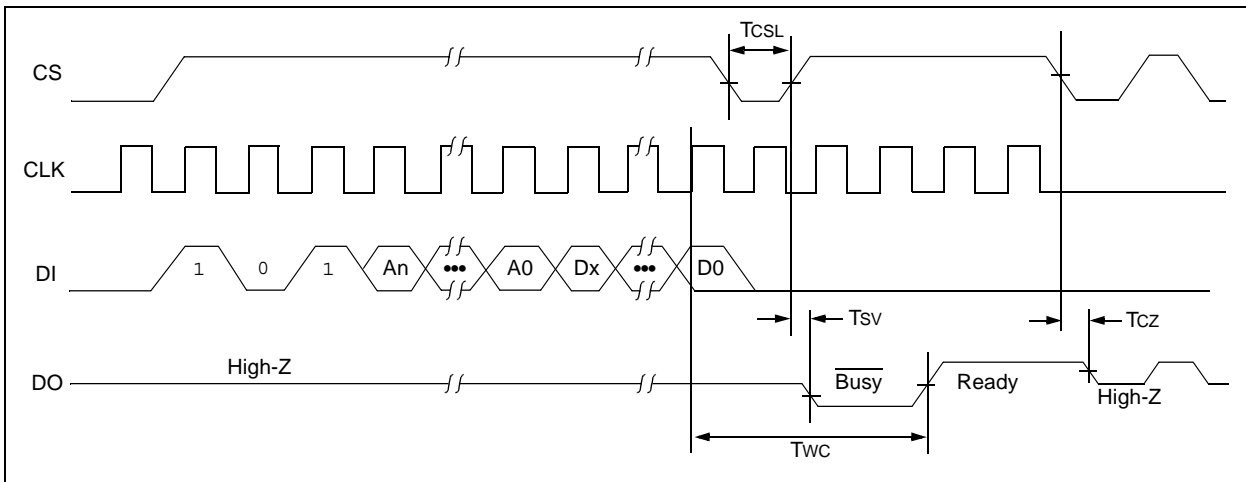 TCSL
CS
CLK
DI 1 0 1 An ••• A0 Dx ••• D0
TSV TCZ
DO High-Z Busy Ready High-Z
TWC